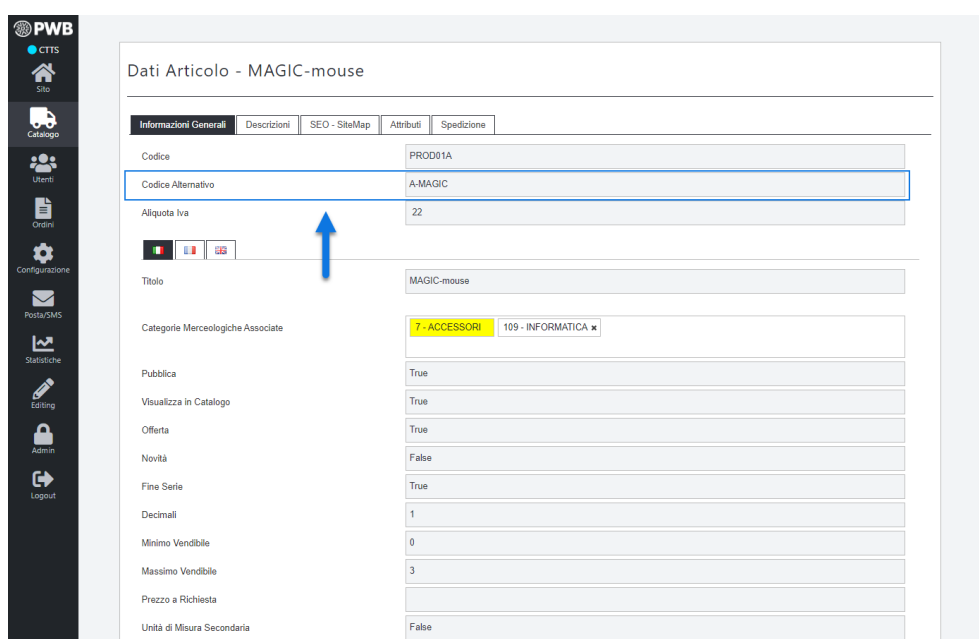 PWB
CTTS
Sito
Catalogo
Utenti
Ordini
Configurazione
Posta/SMS
Statistiche
Editing
Admin
Logout
Dati Articolo - MAGIC-mouse
Informazioni Generali Descrizioni SEO - SiteMap Attributi Spedizione
Codice PROD01A
Codice Alternativo A-MAGIC
Aliquota Iva 22
Titolo MAGIC-mouse
Categorie Merceologiche Associate 7 - ACCESSORI 109 - INFORMATICA ×
Pubblica True
Visualizza in Catalogo True
Offerta True
Novità False
Fine Serie True
Decimali 1
Minimo Vendibile 0
Massimo Vendibile 3
Prezzo a Richiesta
Unità di Misura Secondaria False